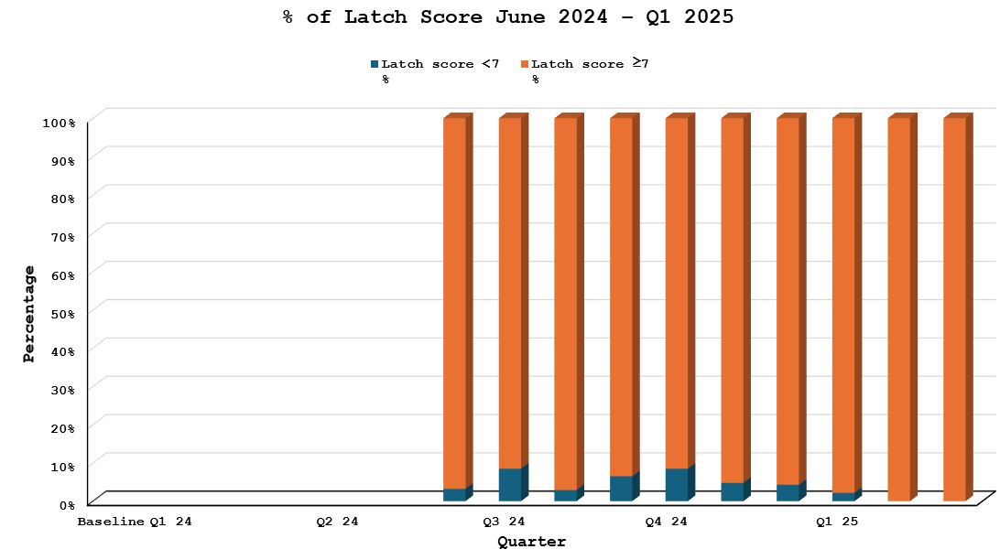 % of Latch Score June 2024 – Q1 2025
Latch score <7 %
Latch score ≥7 %
100%
90%
80%
70%
60%
50%
40%
30%
20%
10%
0%
Percentage
Baseline Q1 24 Q2 24 Q3 24 Q4 24 Q1 25
Quarter